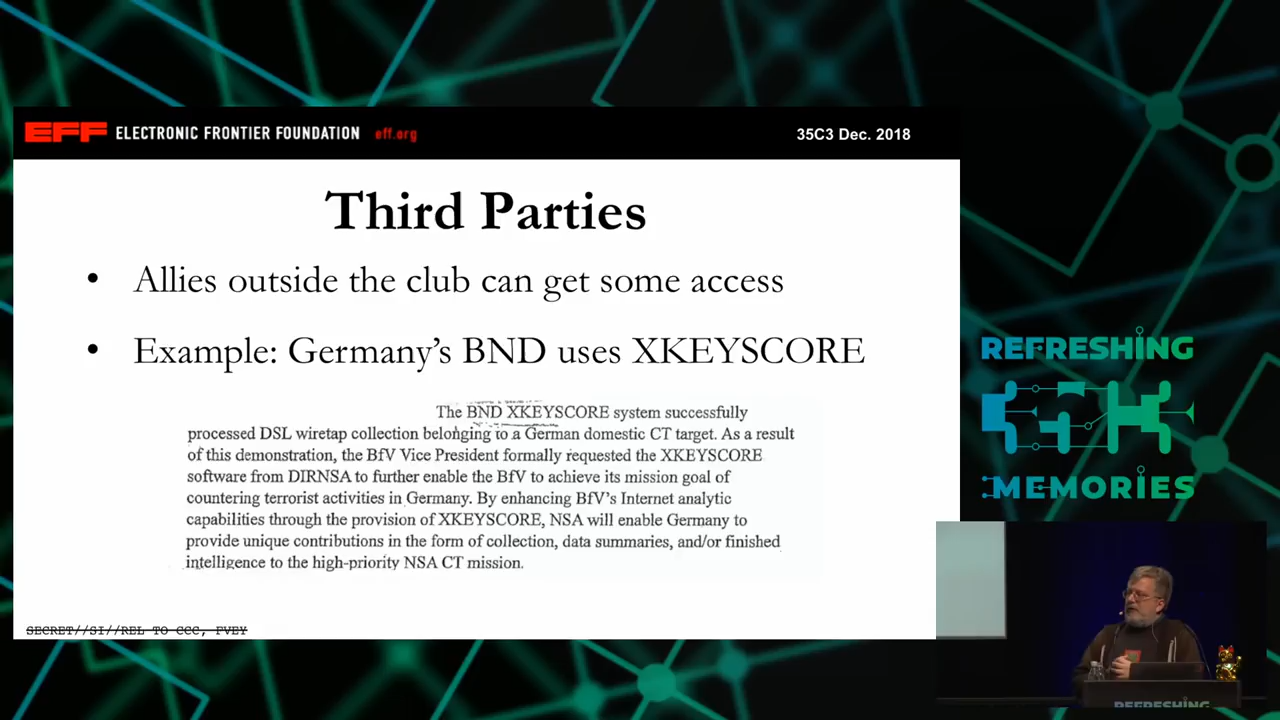 EFF ELECTRONIC FRONTIER FOUNDATION eff.org
35C3 Dec. 2018
Third Parties
• Allies outside the club can get some access
• Example: Germany's BND uses XKEYSCORE
The BND XKEYSCORE system successfully
processed DSL wiretap collection belonging to a German domestic CT target. As a result
of this demonstration, the BfV Vice President formally requested the XKEYSCORE
software from DIRNSA to further enable the BfV to achieve its mission goal of
countering terrorist activities in Germany. By enhancing BfV's Internet analytic
capabilities through the provision of XKEYSCORE, NSA will enable Germany to
provide unique contributions in the form of collection, data summaries, and/or finished
intelligence to the high-priority NSA CT mission.
SECRET//SI//REL TO CCC, FVEY
REFRESHING
MEMORIES
REFRESHING